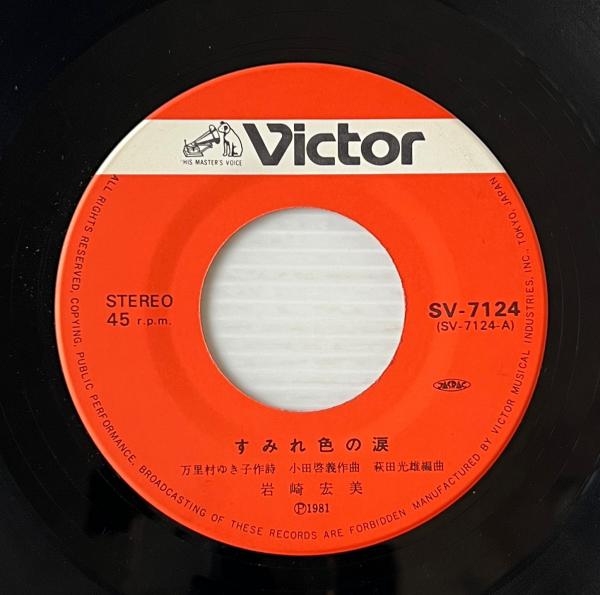 Victor
"HIS MASTER'S VOICE"
STEREO
45 r.p.m.
SV-7124
(SV-7124-A)
JASRAC
すみれ色の涙
万里村ゆき子作詩 小田啓義作曲 萩田光雄編曲
岩崎宏美
Ⓟ1981
ALL RIGHTS RESERVED, COPYING, PUBLIC PERFORMANCE, BROADCASTING OF THESE RECORDS ARE FORBIDDEN MANUFACTURED BY VICTOR MUSICAL INDUSTRIES, INC., TOKYO, JAPAN